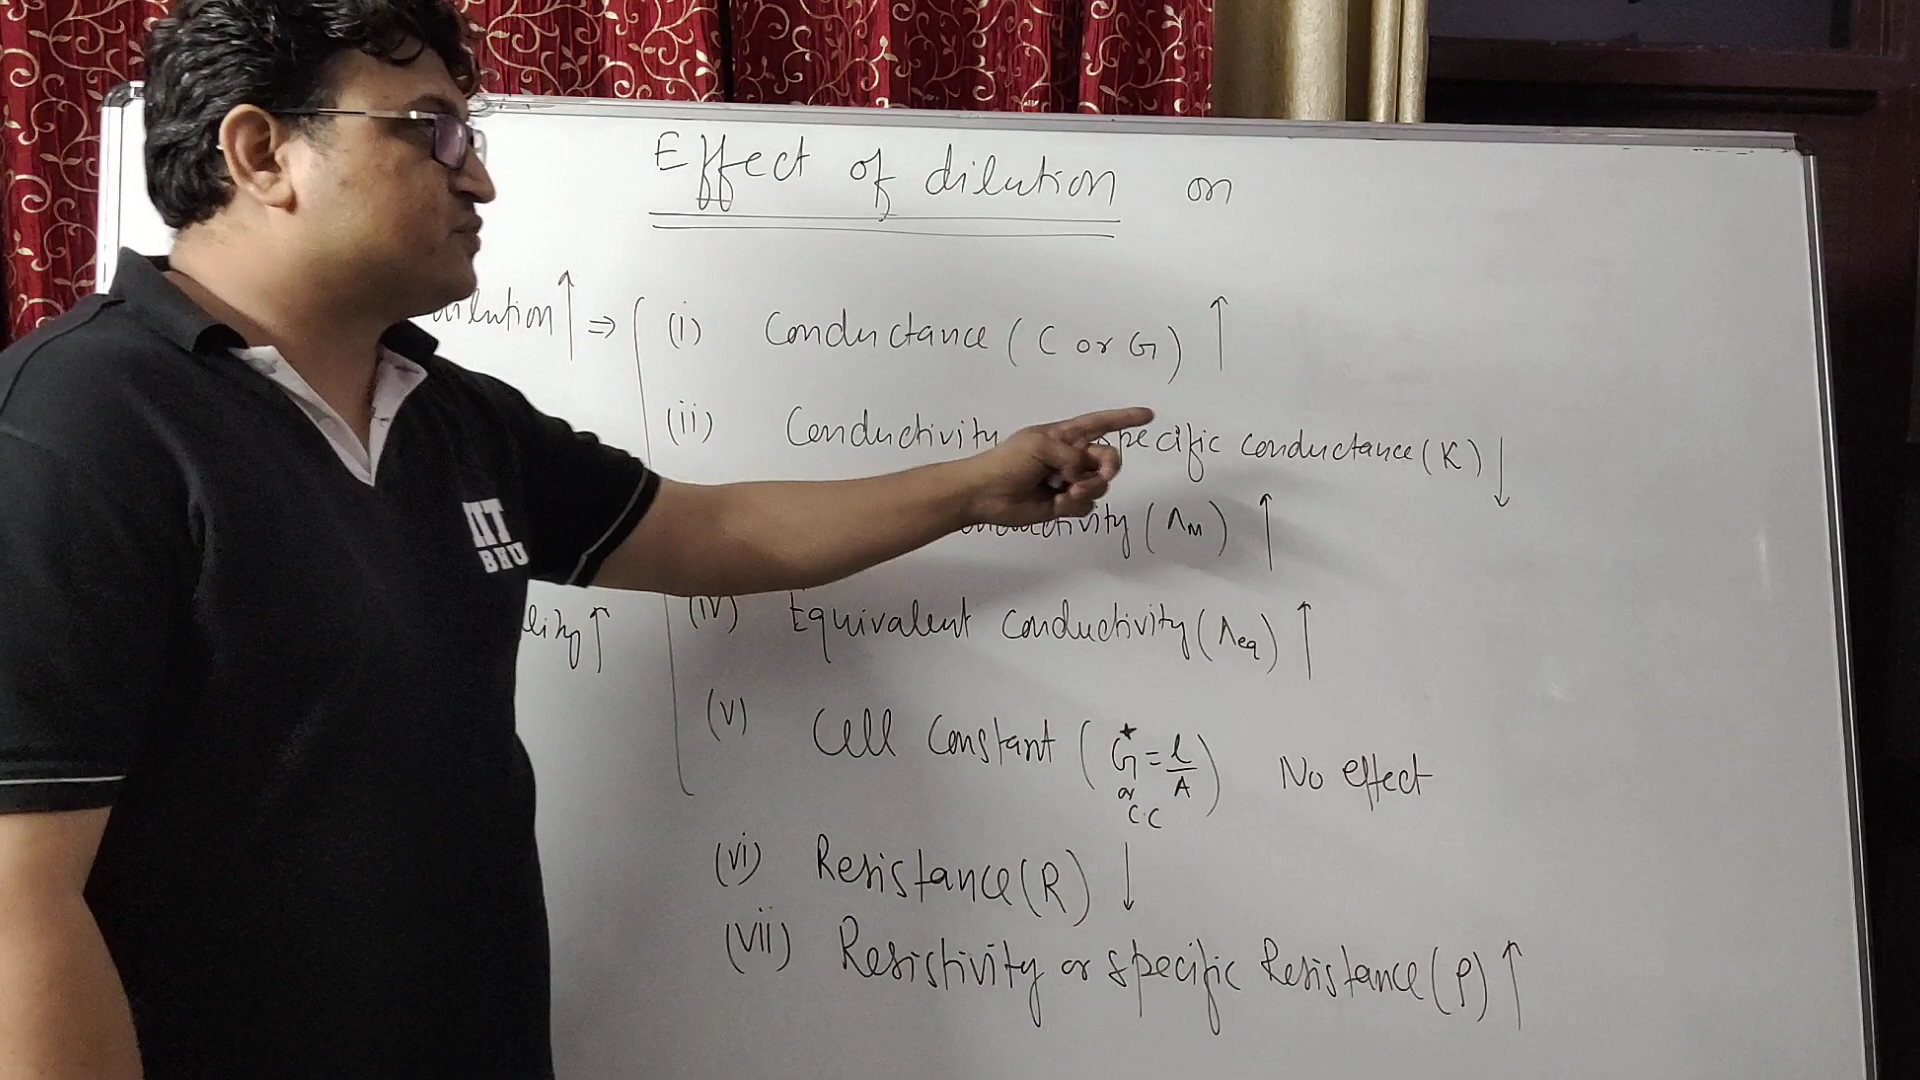 Effect of dilution on
dilution ↑ ⇒ (i) Conductance (C or G) ↑
(ii) Conductivity specific conductance (K) ↓
conductivity (Λm) ↑
(iv) Equivalent conductivity (Λeq) ↑
(v) Cell Constant (G* = l/A) No effect
or
C.C
(vi) Resistance (R) ↓
(vii) Resistivity or specific Resistance (ρ) ↑
IIT
BHU